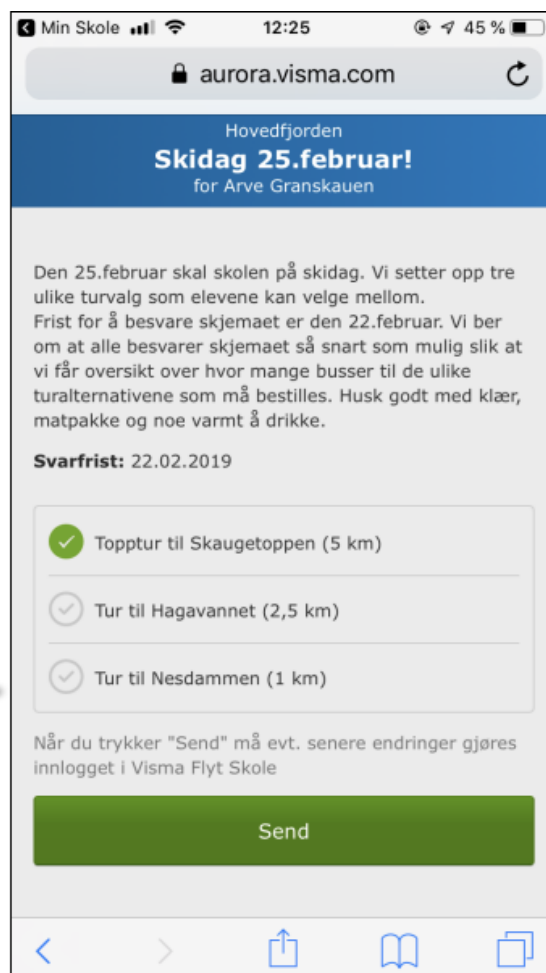 Min Skole 12:25 45 %
aurora.visma.com
Hovedfjorden
Skidag 25.februar!
for Arve Granskauen
Den 25.februar skal skolen på skidag. Vi setter opp tre
ulike turvalg som elevene kan velge mellom.
Frist for å besvare skjemaet er den 22.februar. Vi ber
om at alle besvarer skjemaet så snart som mulig slik at
vi får oversikt over hvor mange busser til de ulike
turalternativene som må bestilles. Husk godt med klær,
matpakke og noe varmt å drikke.
Svarfrist: 22.02.2019
Topptur til Skaugetoppen (5 km)
Tur til Hagavannet (2,5 km)
Tur til Nesdammen (1 km)
Når du trykker "Send" må evt. senere endringer gjøres
innlogget i Visma Flyt Skole
Send